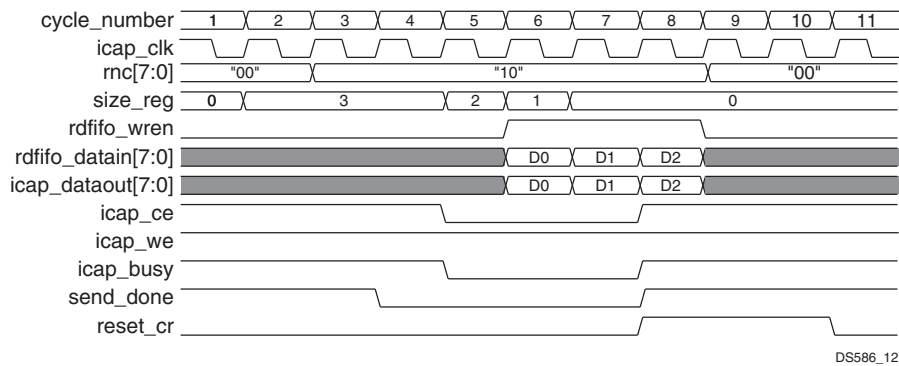 cycle_number 1 2 3 4 5 6 7 8 9 10 11
icap_clk
rnc[7:0] "00" "10" "00"
size_reg 0 3 2 1 0
rdfifo_wren
rdfifo_datain[7:0] D0 D1 D2
icap_dataout[7:0] D0 D1 D2
icap_ce
icap_we
icap_busy
send_done
reset_cr
DS586_12